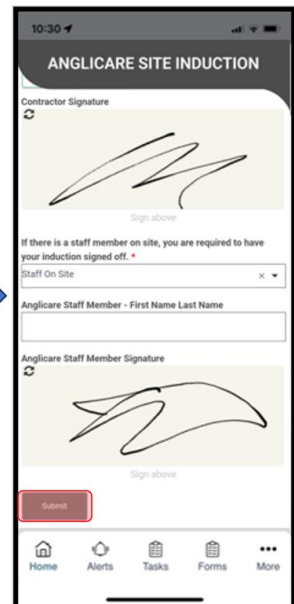 10:30
ANGLICARE SITE INDUCTION
Contractor Signature
Sign above
If there is a staff member on site, you are required to have
your induction signed off. *
Staff On Site
Anglicare Staff Member - First Name Last Name
Anglicare Staff Member Signature
Sign above
Submit
Home Alerts Tasks Forms More